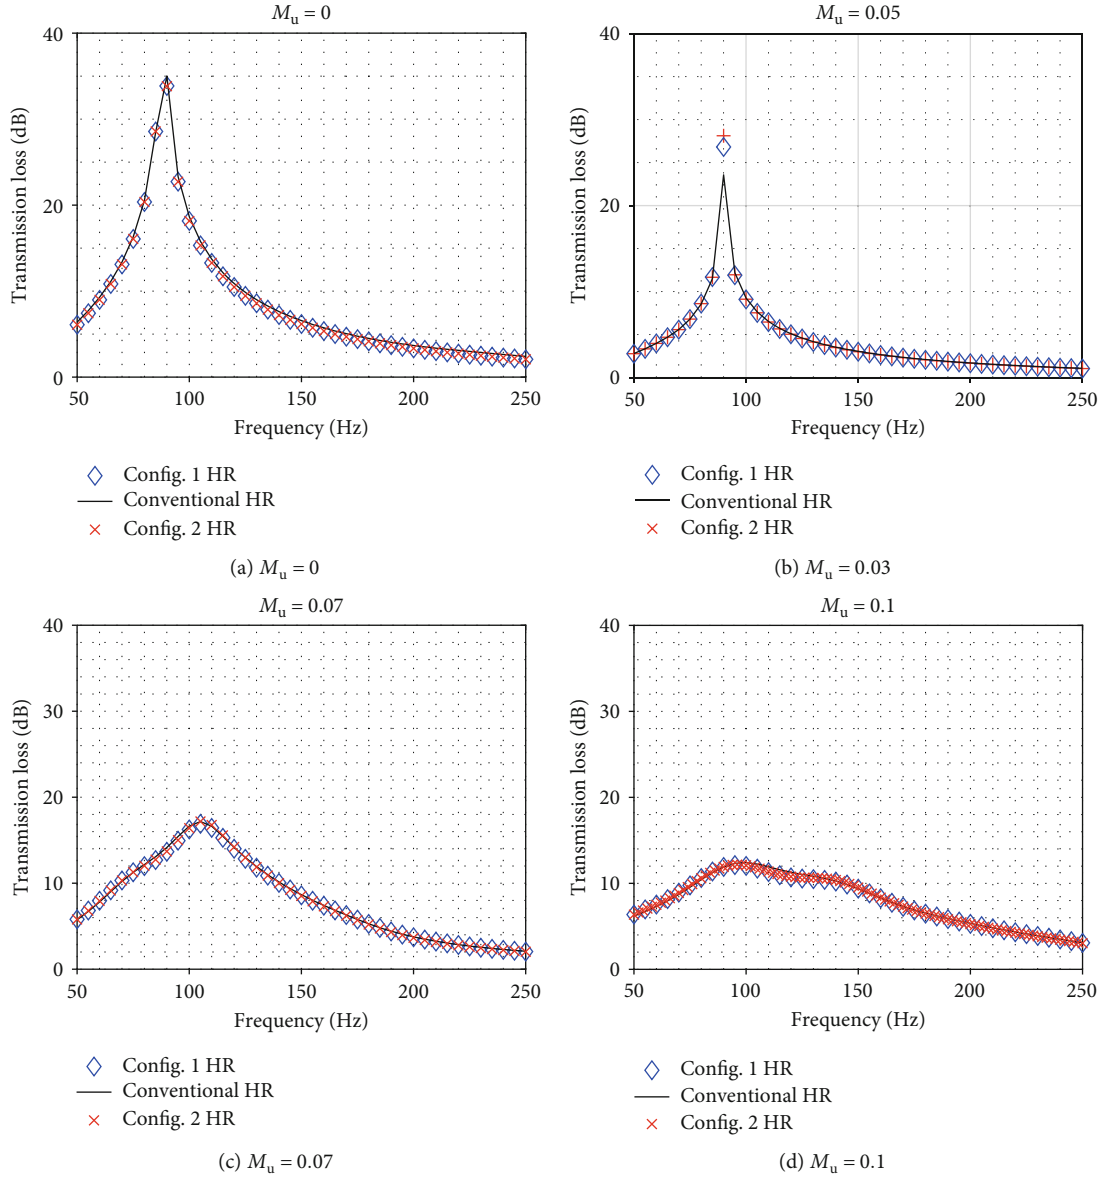 M_u = 0
40
20
0
50
100
150
200
250
Transmission loss (dB)
Frequency (Hz)
Config. 1 HR
Conventional HR
Config. 2 HR
(a) M_u = 0
M_u = 0.05
40
20
0
50
100
150
200
250
Transmission loss (dB)
Frequency (Hz)
Config. 1 HR
Conventional HR
Config. 2 HR
(b) M_u = 0.03
M_u = 0.07
40
30
20
10
0
50
100
150
200
250
Transmission loss (dB)
Frequency (Hz)
Config. 1 HR
Conventional HR
Config. 2 HR
(c) M_u = 0.07
M_u = 0.1
40
30
20
10
0
50
100
150
200
250
Transmission loss (dB)
Frequency (Hz)
Config. 1 HR
Conventional HR
Config. 2 HR
(d) M_u = 0.1